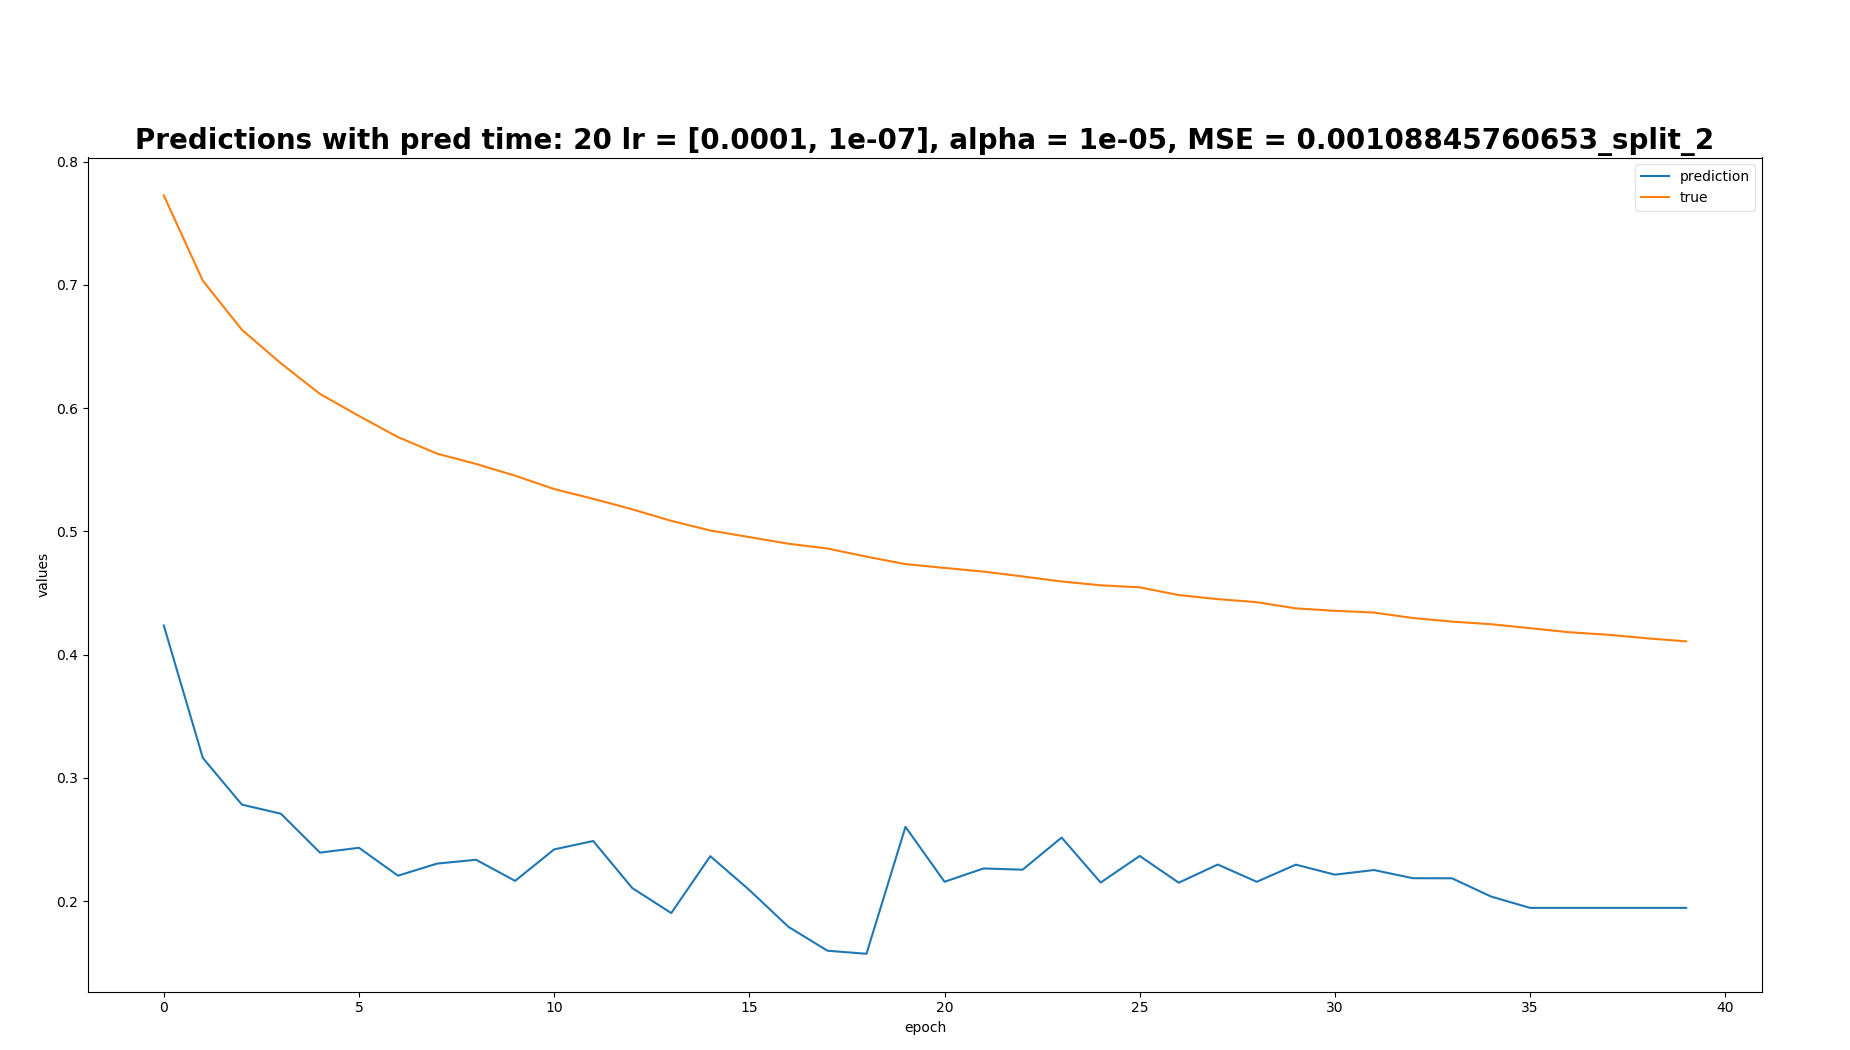 Predictions with pred time: 20 lr = [0.0001, 1e-07], alpha = 1e-05, MSE = 0.00108845760653_split_2
prediction
true
0.8
0.7
0.6
0.5
0.4
0.3
0.2
values
0 5 10 15 20 25 30 35 40
epoch